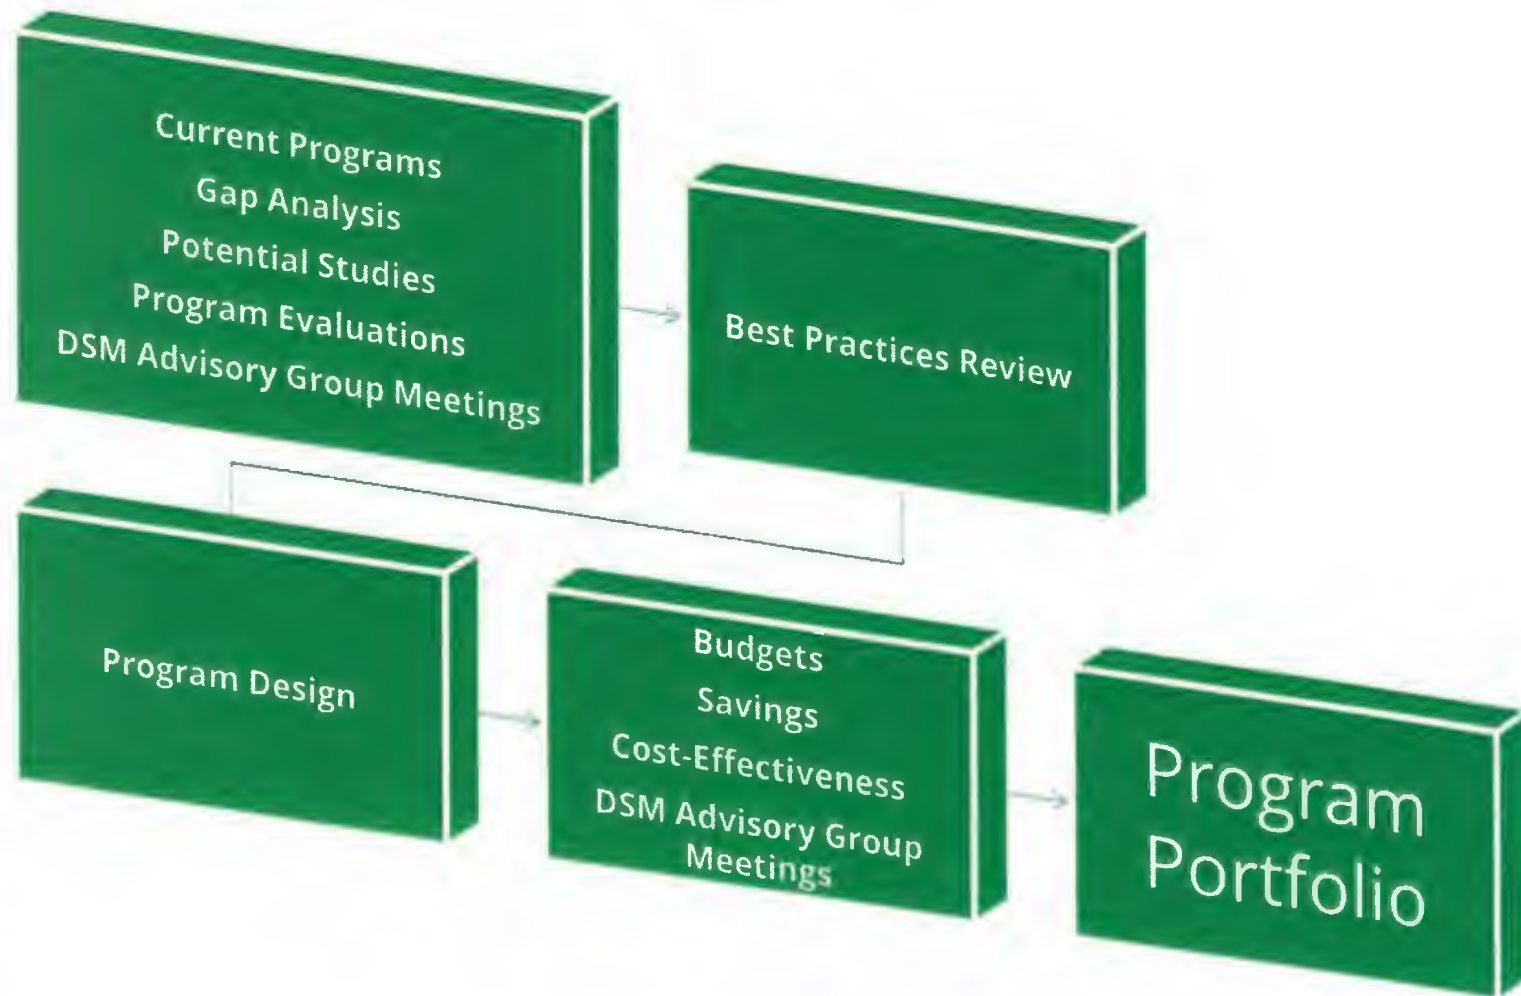 Current Programs
Gap Analysis
Potential Studies
Program Evaluations
DSM Advisory Group Meetings
Best Practices Review
Program Design
Budgets
Savings
Cost-Effectiveness
DSM Advisory Group
Meetings
Program
Portfolio